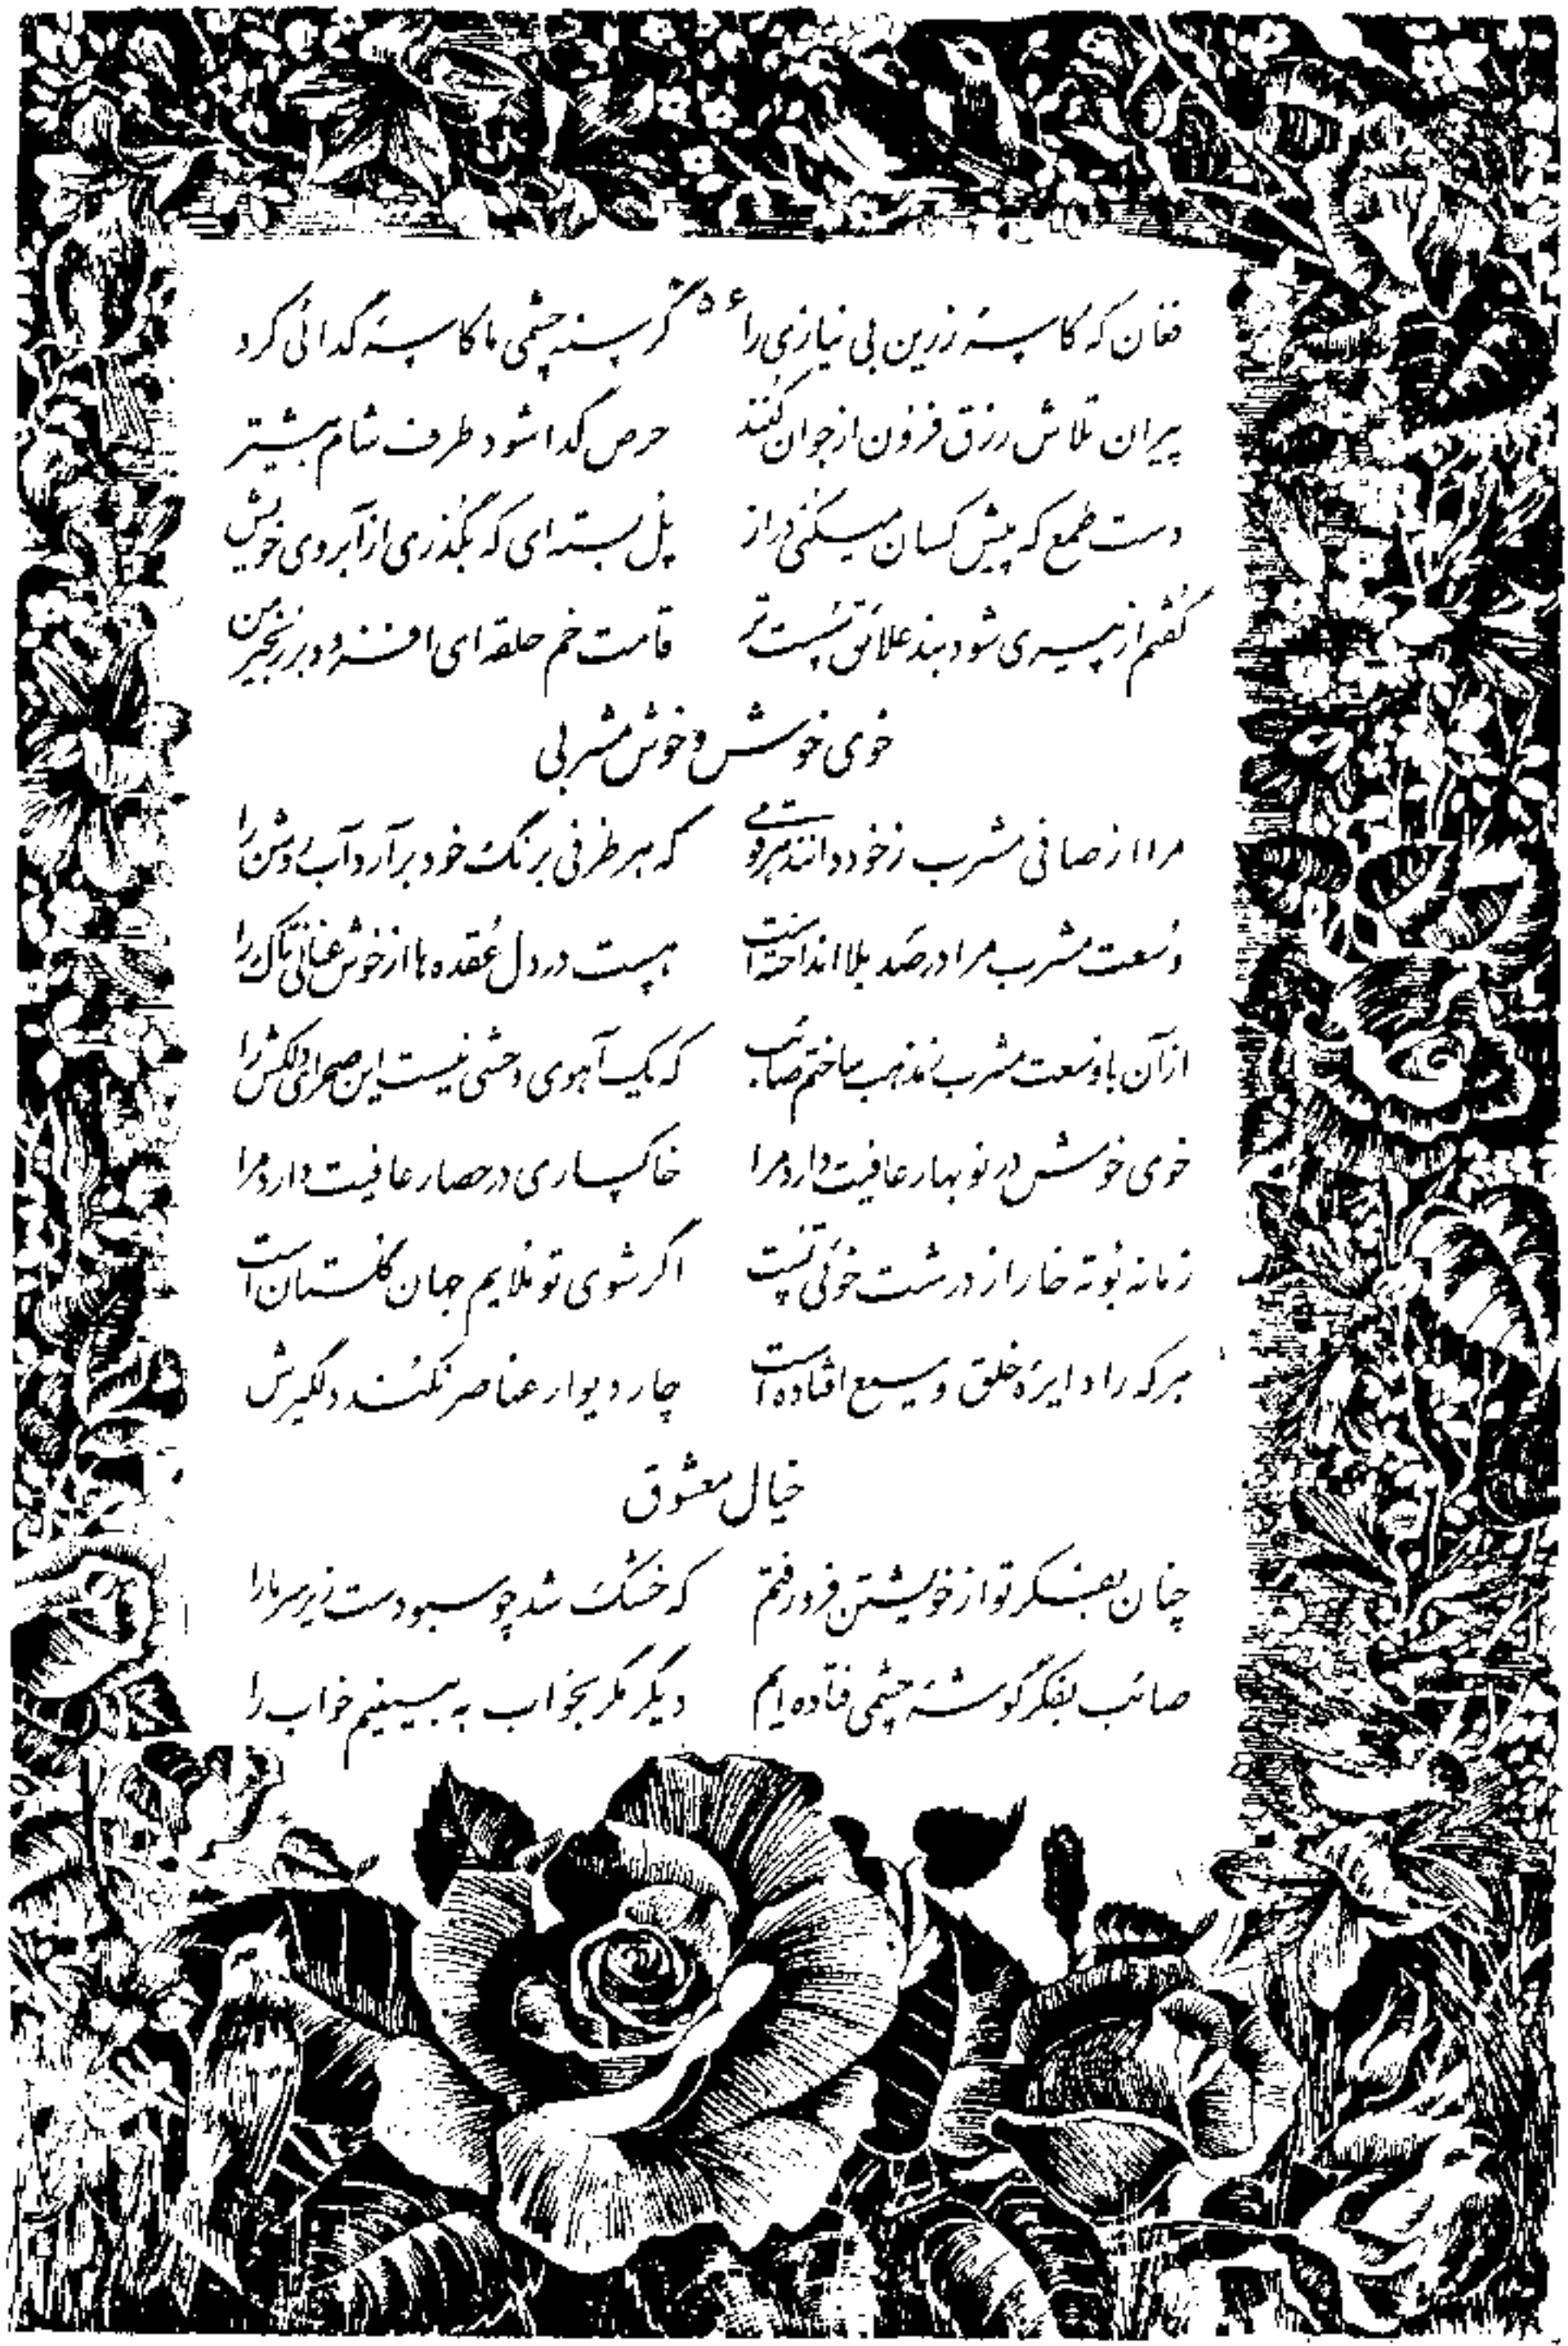 فغان که کاسهٔ زرین بی نیازی را ۵۶ گرسنه چشمی ما کاسهٔ گدائی کرد
پیران تلاش رزق فزون از جوان کنند حرص گدا شود طرف شام بیشتر
دست طمع که پیش کسان میکنی دراز پل بسته ای که بگذری از آبروی خویش
گفتم از پیری شود بند علائق سست تر قامت خم حلقه ای افزود بر زنجیر من
خوی خوش و خوش مشربی
مرا از صافی مشرب ز خود دانند هر قومی که هر ظرفی برنگ خود برآرد آب روشن را
وسعت مشرب مرا در صد بلا انداخته است هست در دل عقده ها از خوش عنانی تاک را
از آن با وسعت مشرب ز مذهب ساختم صائب که یک آهوی وحشی نیست این صحرای دلکش را
خوی خوش در نوبهار عافیت دارد مرا خاکساری در حصار عافیت دارد مرا
زمانه بوته خار از درشت خوئی تست اگر شوی تو ملایم جهان گلستان است
هر که را دایرهٔ خلق وسیع افتاده است چار دیوار عناصر نکند دلگیرش
خیال معشوق
چنان بفکر تو از خویشتن فرو رفتم که خشک شد چو سبو دست زیر سر ما را
صائب بفکر گوشهٔ چشمی فتاده ایم دیگر مگر بخواب به بینیم خواب را